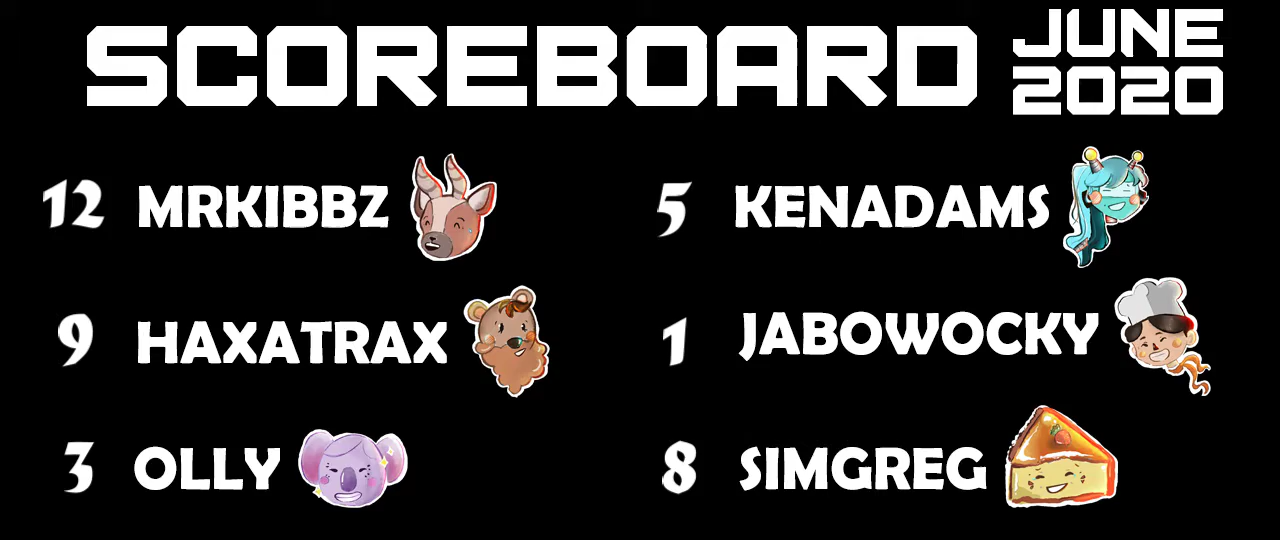 SCOREBOARD
JUNE
2020
12 MRKIBBZ
9 HAXATRAX
3 OLLY
5 KENADAMS
1 JABOWOCKY
8 SIMGREG